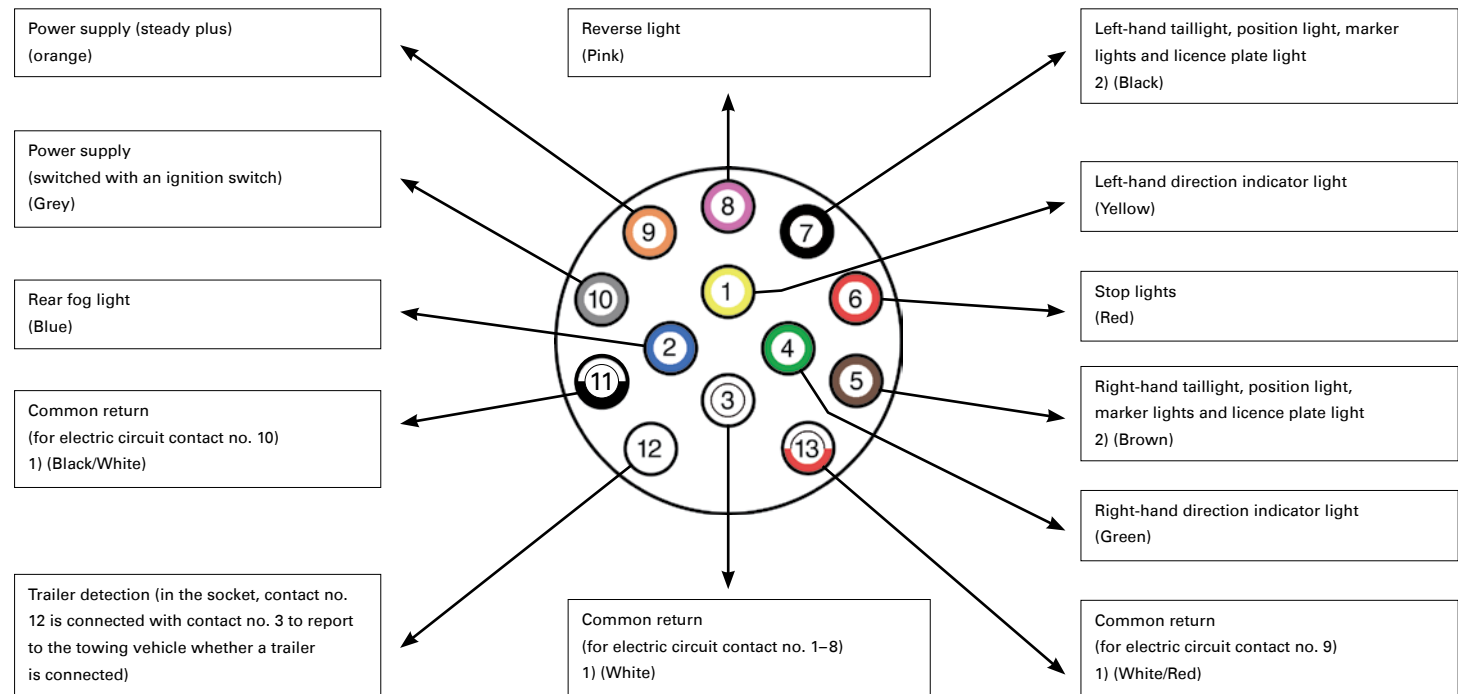 Power supply (steady plus)
(orange)
Reverse light
(Pink)
Left-hand taillight, position light, marker
lights and licence plate light
2) (Black)
Power supply
(switched with an ignition switch)
(Grey)
Left-hand direction indicator light
(Yellow)
Rear fog light
(Blue)
Stop lights
(Red)
Common return
(for electric circuit contact no. 10)
1) (Black/White)
Right-hand taillight, position light,
marker lights and licence plate light
2) (Brown)
Right-hand direction indicator light
(Green)
Trailer detection (in the socket, contact no.
12 is connected with contact no. 3 to report
to the towing vehicle whether a trailer
is connected)
Common return
(for electric circuit contact no. 1–8)
1) (White)
Common return
(for electric circuit contact no. 9)
1) (White/Red)
8
9
7
10
1
6
2
4
11
5
3
12
13